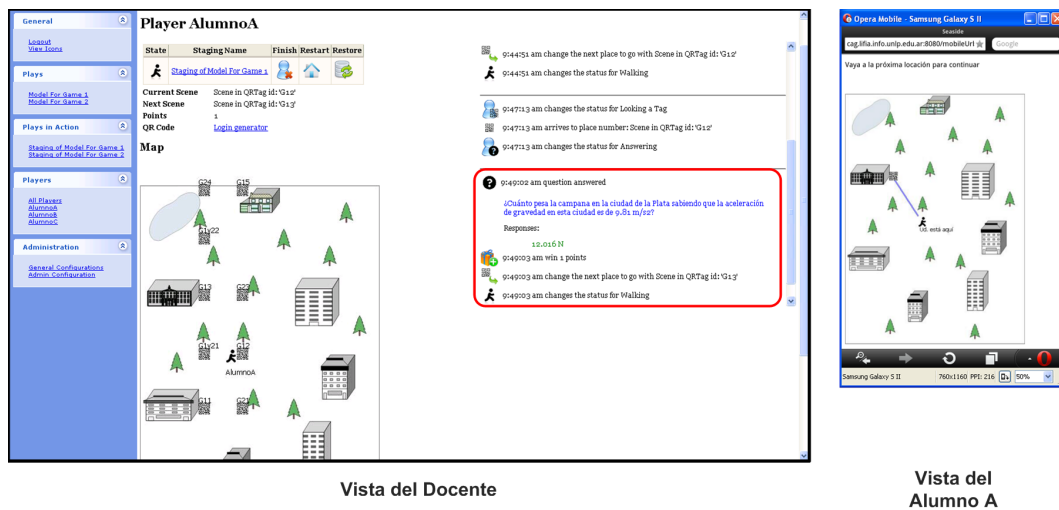 General
Logout
View Icons
Plays
Model For Game 1
Model For Game 2
Plays in Action
Staging of Model For Game 1
Staging of Model For Game 2
Players
All Players
AlumnoA
AlumnoB
AlumnoC
Administration
General Configurations
Admin Configuration
Player AlumnoA
State Staging Name Finish Restart Restore
Staging of Model For Game 1
Current Scene Scene in QRTag id: 'G12'
Next Scene Scene in QRTag id: 'G13'
Points 1
QR Code Login generator
Map
G24 G15
G1y22
G13 G23
G1y21 G12
AlumnoA
G11 G21
9:44:51 am change the next place to go with Scene in QRTag id: 'G12'
9:44:51 am changes the status for Walking
9:47:13 am changes the status for Looking a Tag
9:47:13 am arrives to place number: Scene in QRTag id: 'G12'
9:47:13 am changes the status for Answering
9:49:02 am question answered
¿Cuánto pesa la campana en la ciudad de la Plata sabiendo que la aceleración
de gravedad en esta ciudad es de 9.81 m/s2?
Responses:
12.016 N
9:49:03 am win 1 points
9:49:03 am change the next place to go with Scene in QRTag id: 'G13'
9:49:03 am changes the status for Walking
Vista del Docente
Opera Mobile - Samsung Galaxy S II
Seaside
cag.lifia.info.unlp.edu.ar:8080/mobileUrl Google
Vaya a la próxima locación para continuar
Ud. está aquí
Samsung Galaxy S II 760x1160 PPI: 216 50%
Vista del
Alumno A